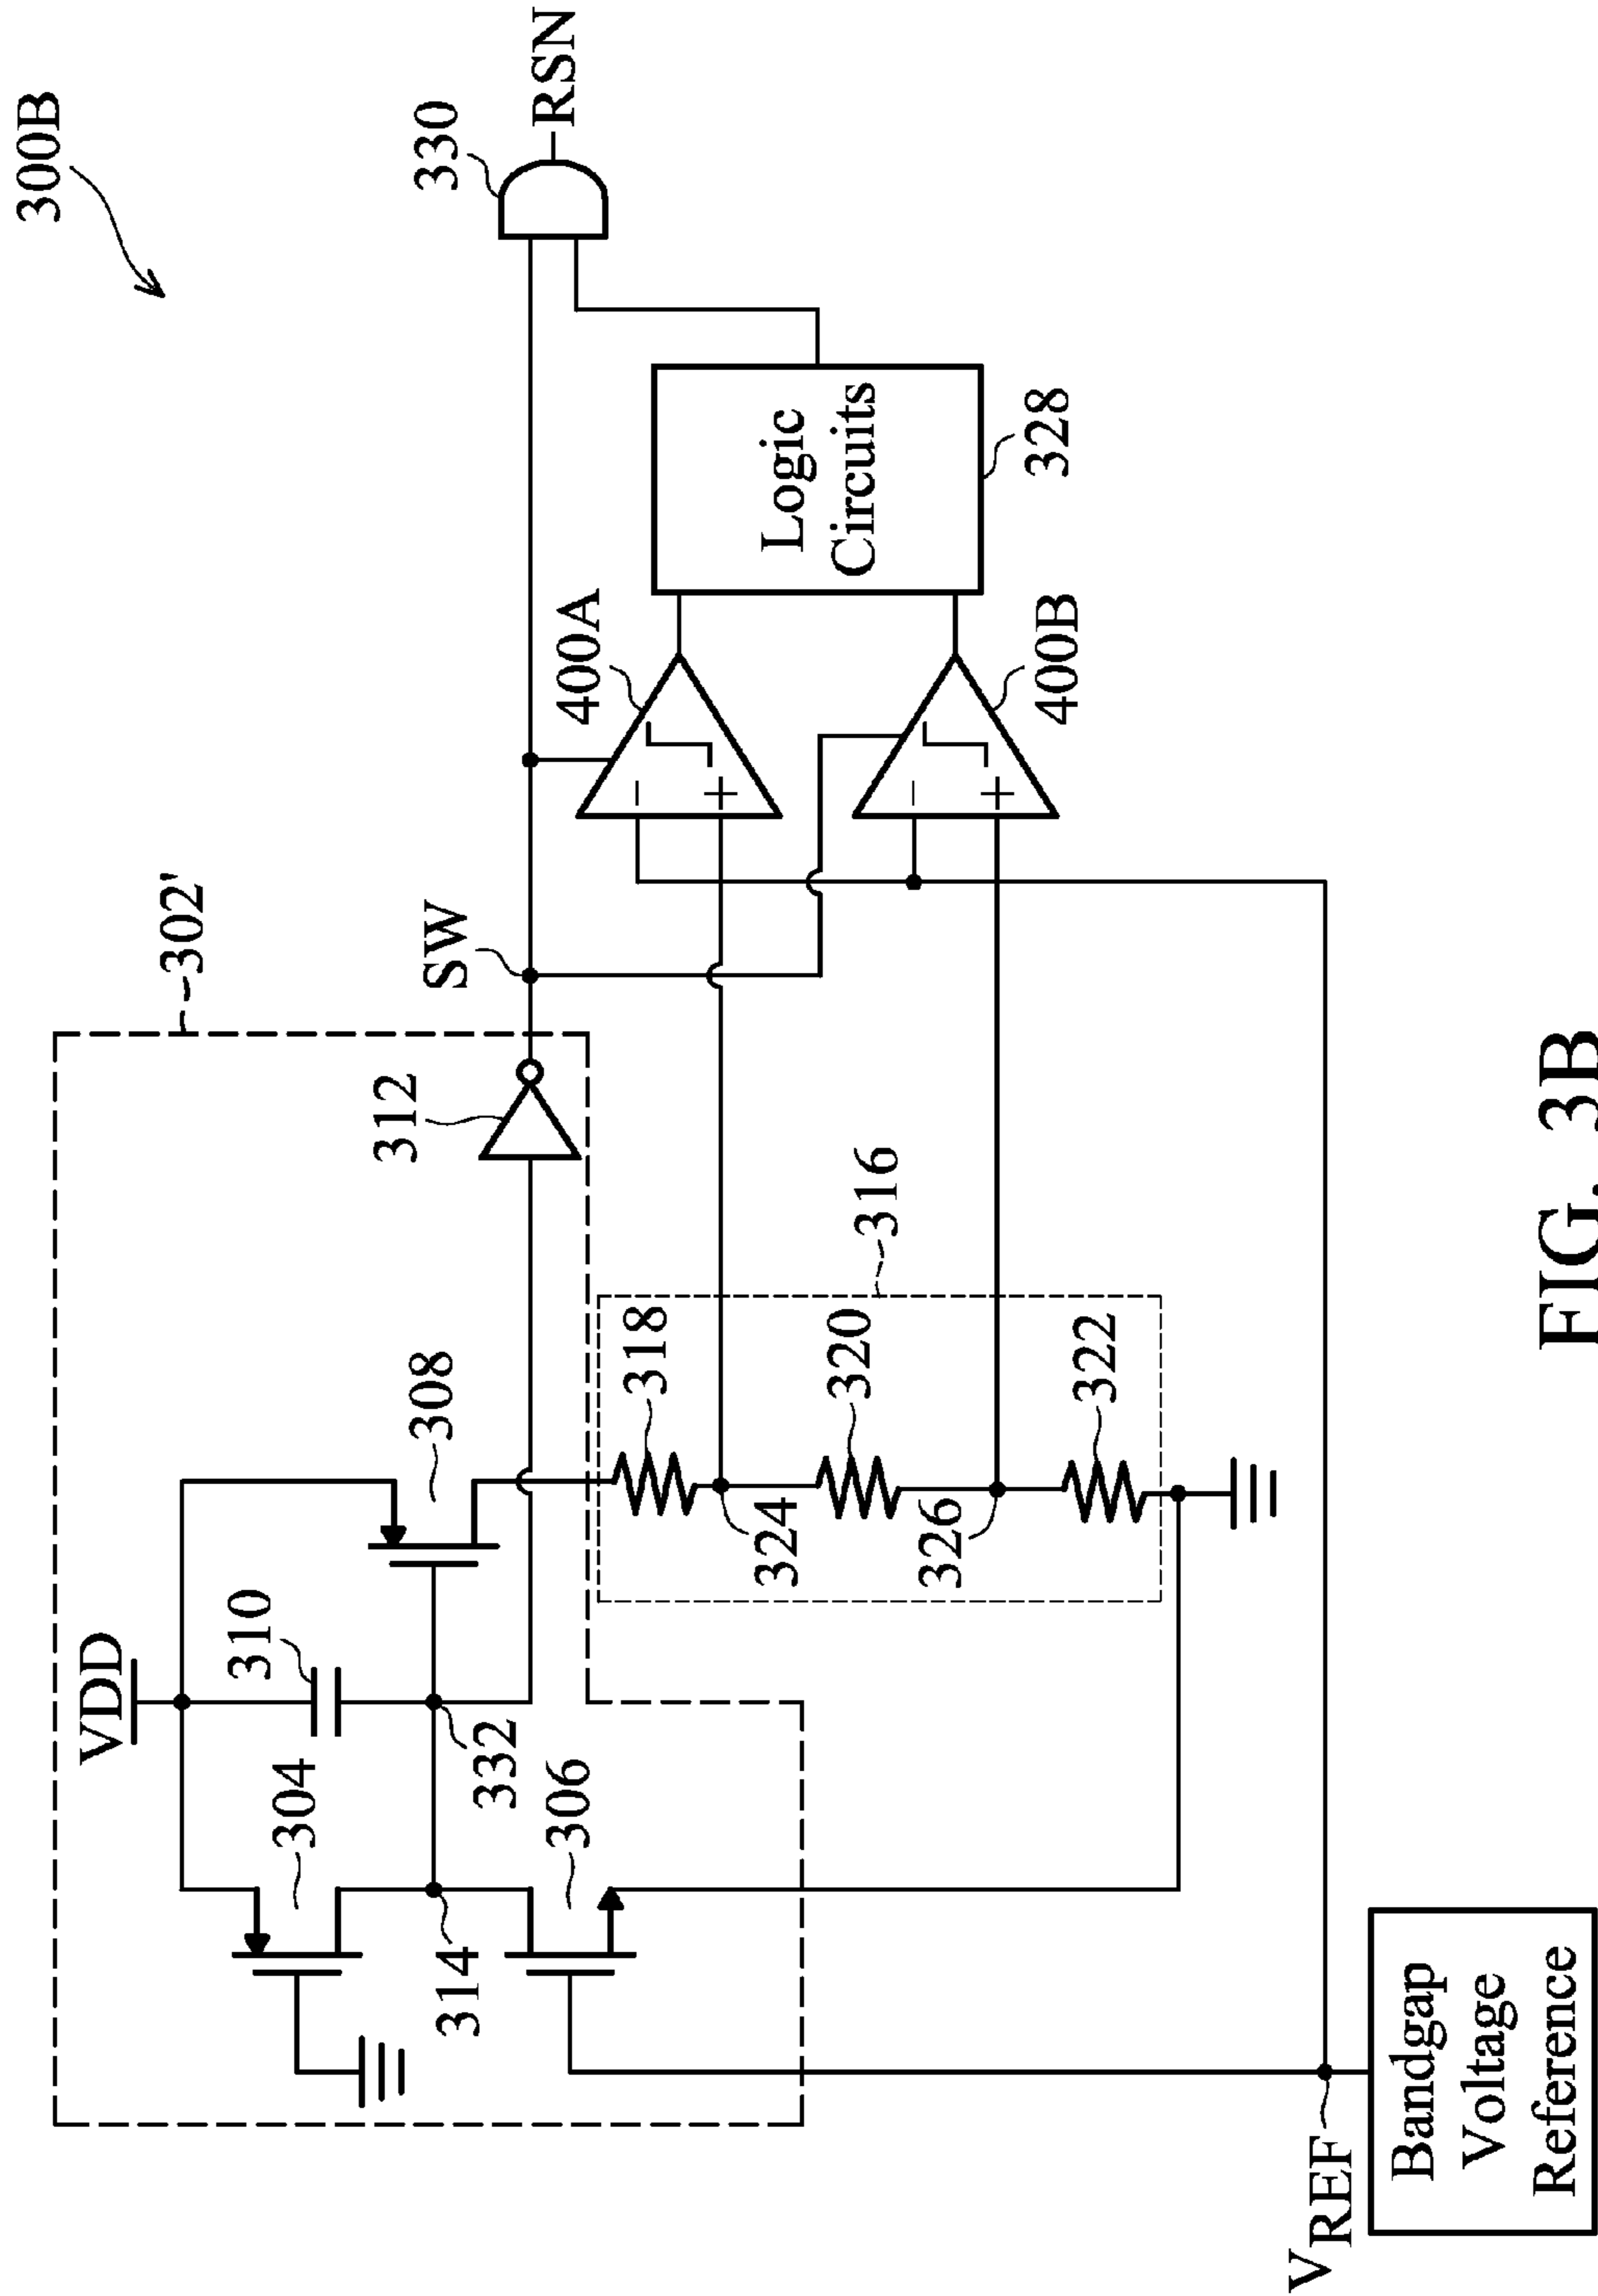 300B
302'
VDD
310
304
308
312
SW
330
RSN
332
314
306
400A
318
316
324
320
Logic
Circuits
326
400B
328
322
VREF
Bandgap
Voltage
Reference
FIG. 3B